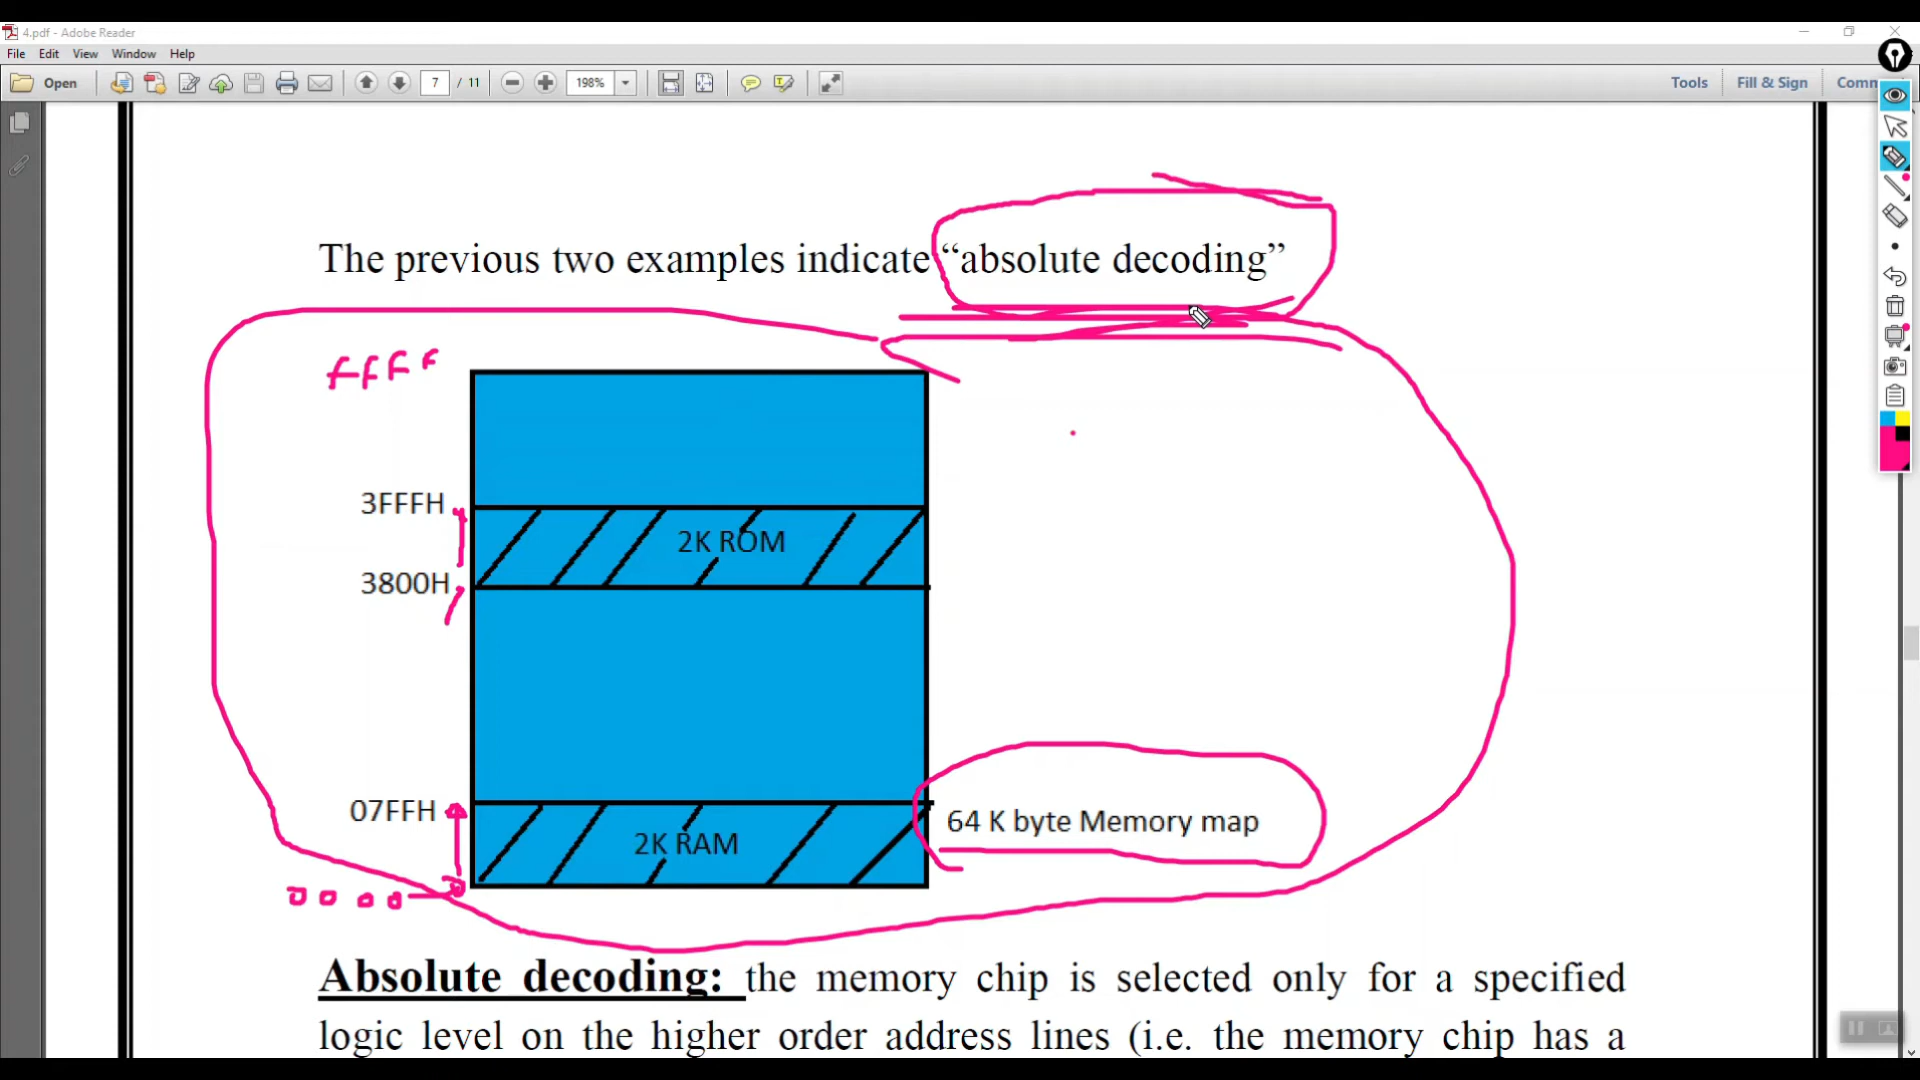 4.pdf - Adobe Reader
File Edit View Window Help
Open 7 / 11 198% Tools Fill & Sign Comm
The previous two examples indicate “absolute decoding”
ffff
3FFFH
2K ROM
3800H
07FFH
64 K byte Memory map
2K RAM
0000
Absolute decoding: the memory chip is selected only for a specified
logic level on the higher order address lines (i.e. the memory chip has a